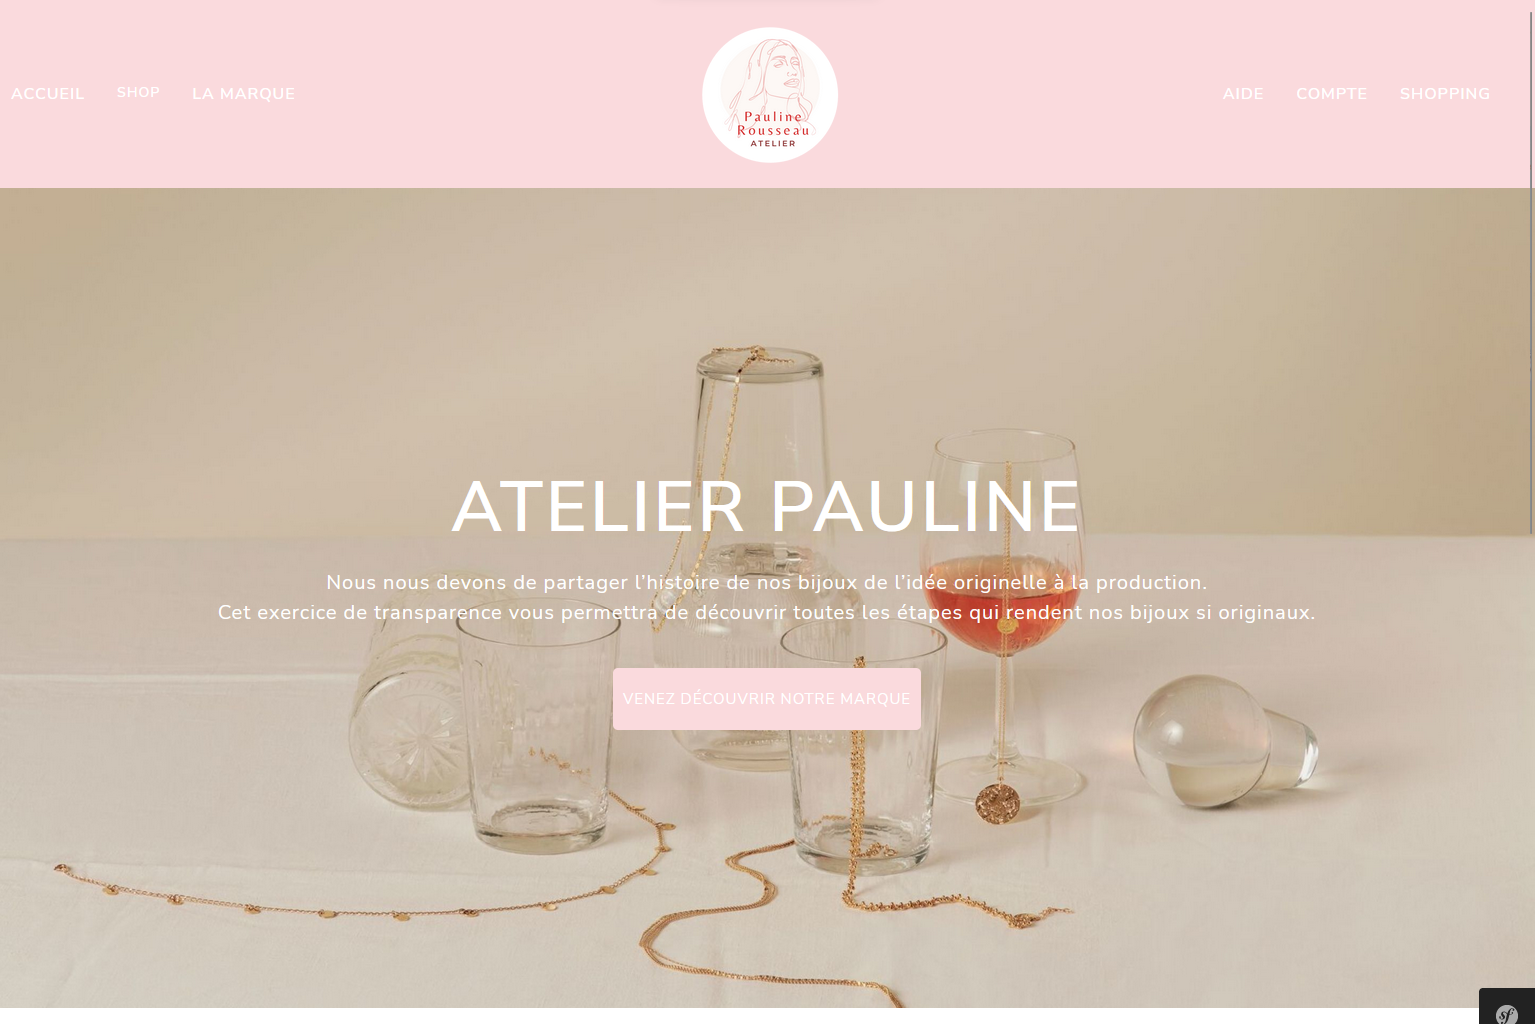 ACCUEIL SHOP LA MARQUE
Pauline
Rousseau
ATELIER
AIDE COMPTE SHOPPING
ATELIER PAULINE
Nous nous devons de partager l'histoire de nos bijoux de l'idée originelle à la production.
Cet exercice de transparence vous permettra de découvrir toutes les étapes qui rendent nos bijoux si originaux.
VENEZ DÉCOUVRIR NOTRE MARQUE
sf